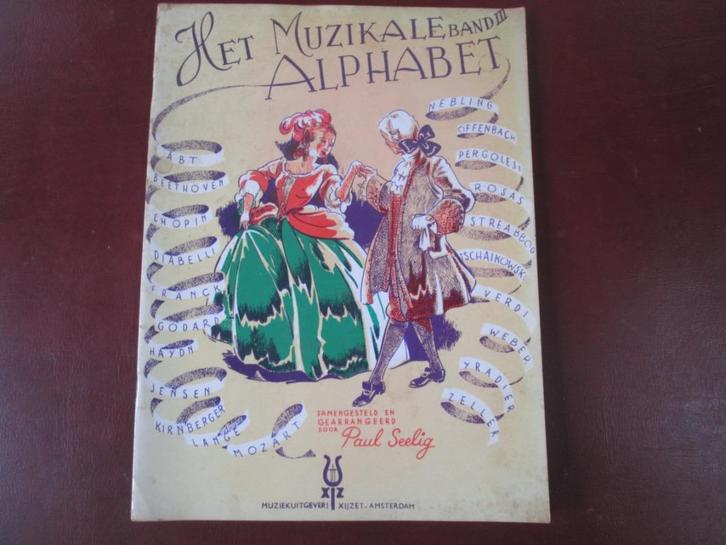 HET MUZIKALE BAND III
ALPHABET
ABT
BEETHOVEN
CHOPIN
DIABELLI
FRANCK
GODARD
HAYDN
JENSEN
KIRNBERGER
LANGE
MOZART
NEBLING
OFFENBACH
PERGOLESI
ROSAS
STREABBOG
TSCHAIKOWSKI
VERDI
WEBER
YRADIER
ZELLER
SAMENGESTELD EN
GEARRANGEERD
DOOR Paul Seelig
XYZ
MUZIEKUITGEVERIJ XIJZET-AMSTERDAM